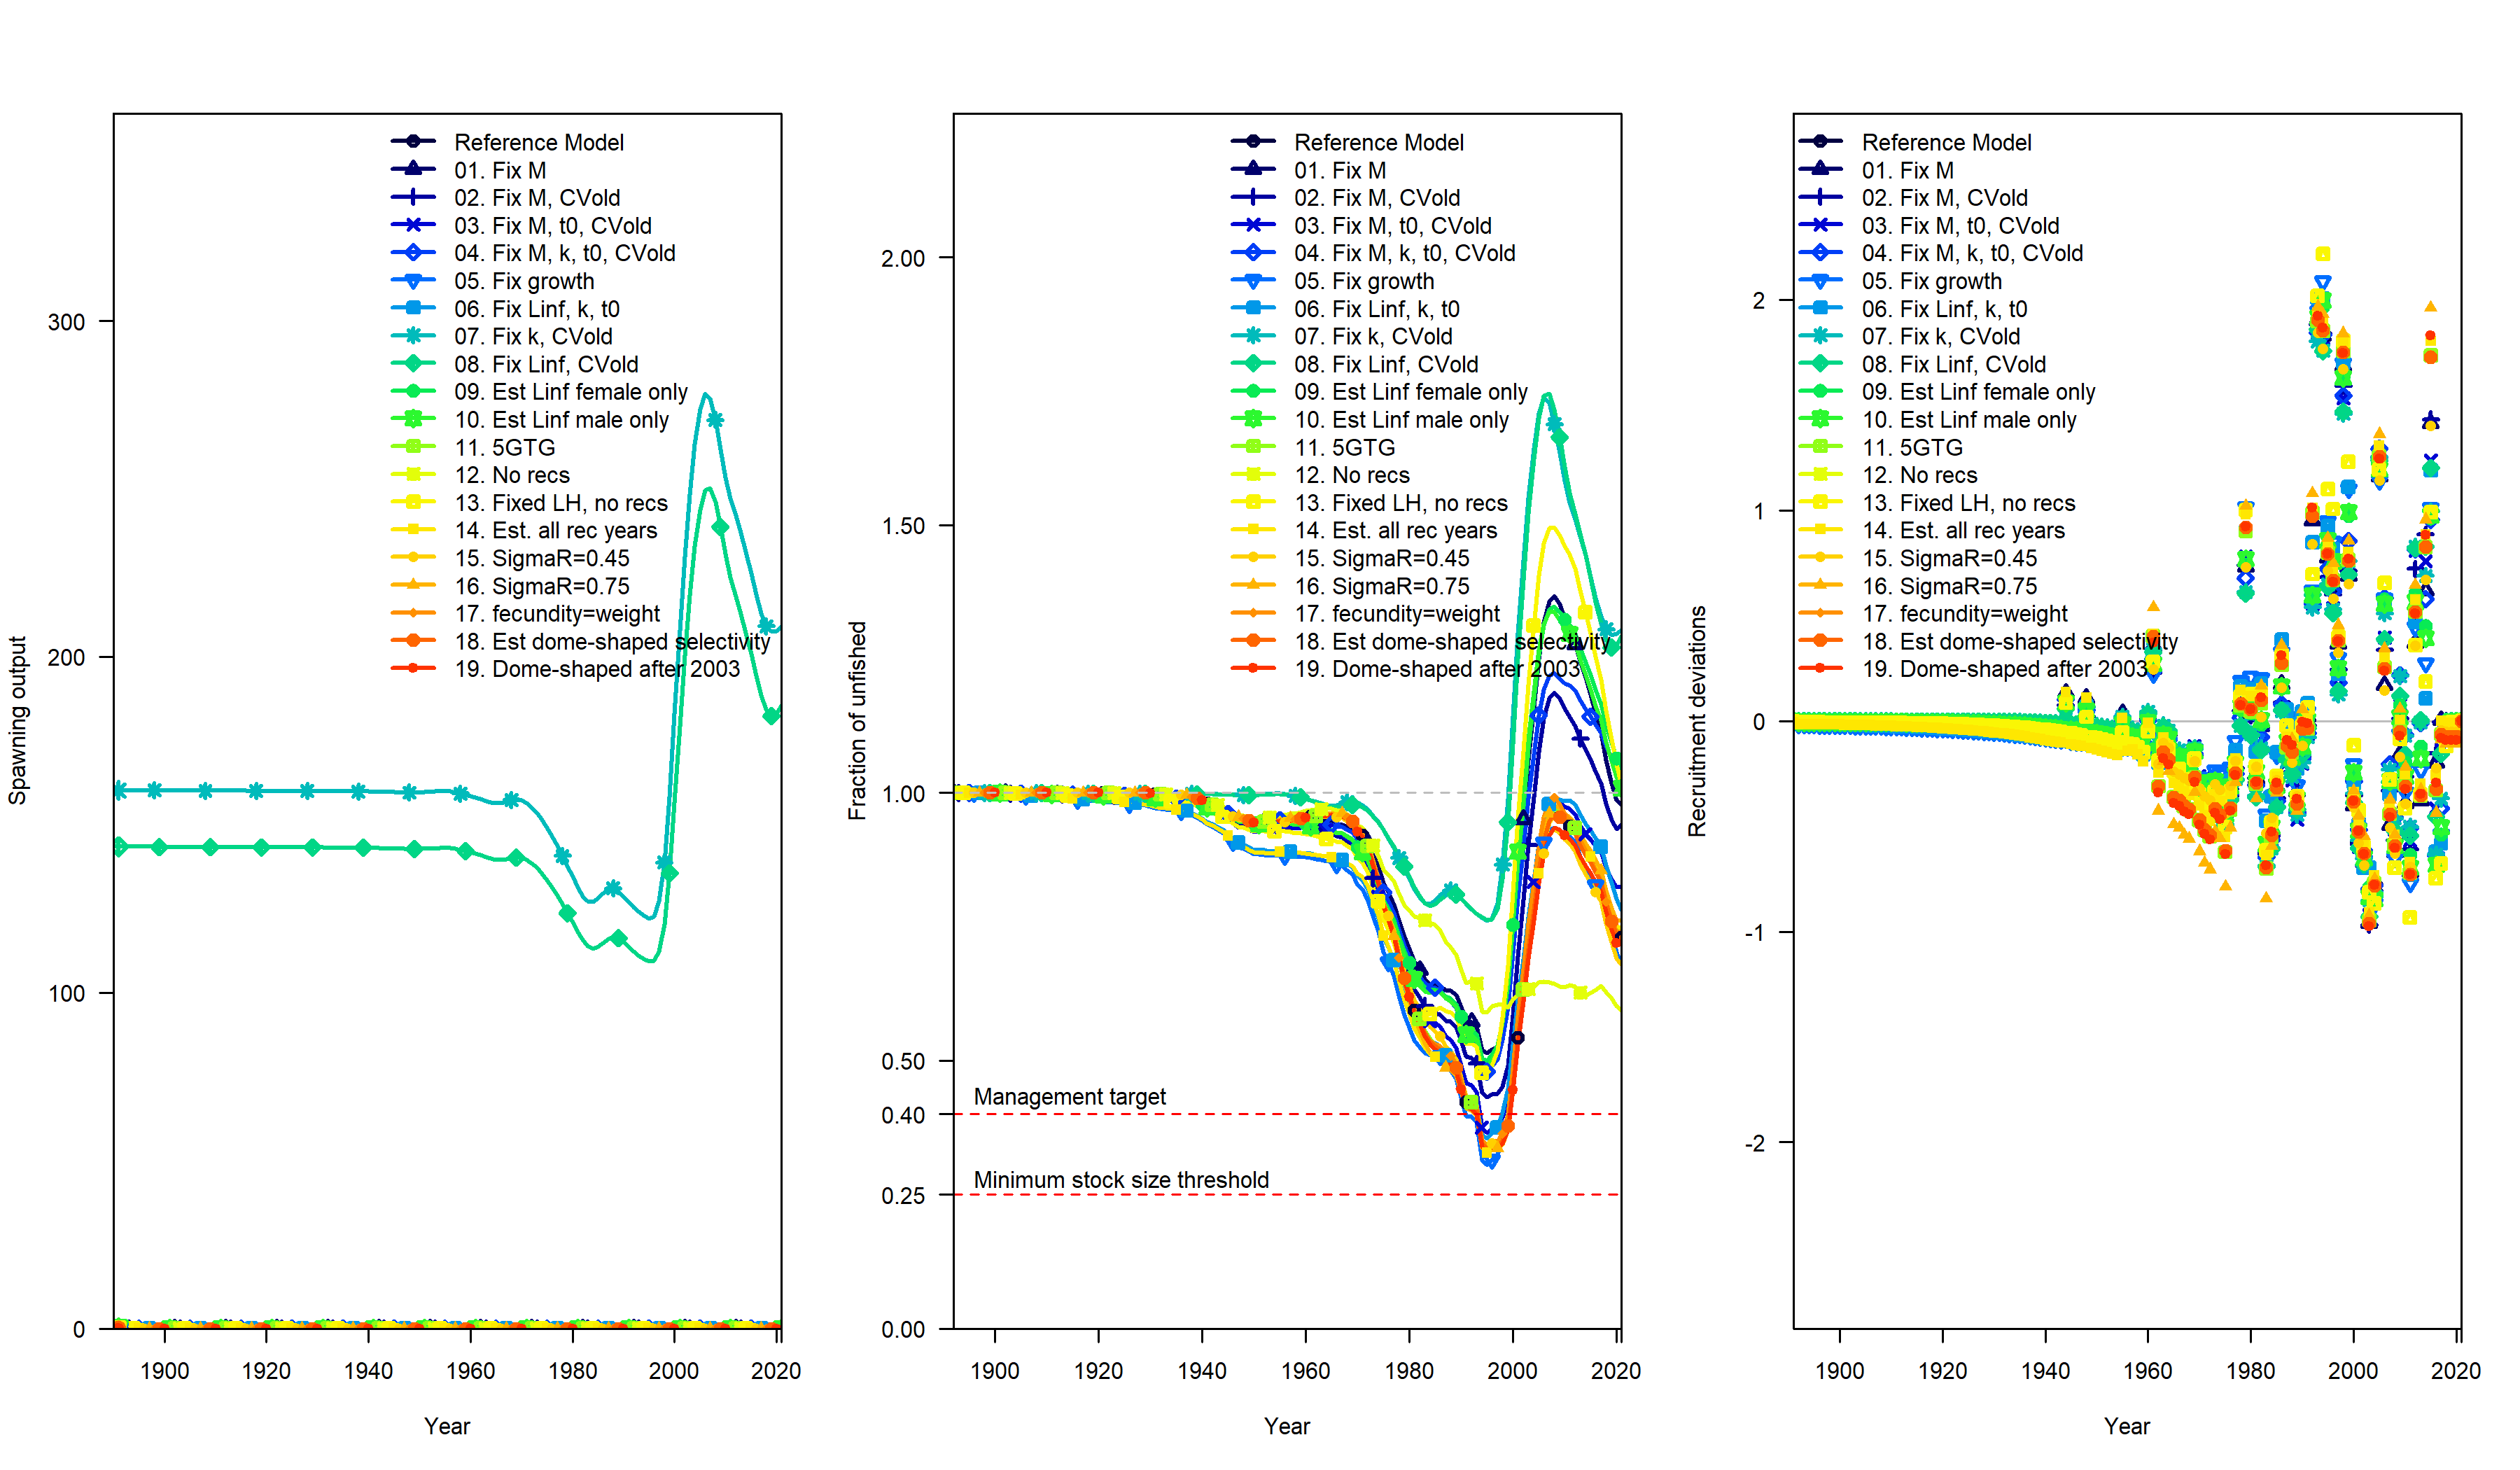 Spawning output
300
200
100
0
1900 1920 1940 1960 1980 2000 2020
Year
Reference Model
01. Fix M
02. Fix M, CVold
03. Fix M, t0, CVold
04. Fix M, k, t0, CVold
05. Fix growth
06. Fix Linf, k, t0
07. Fix k, CVold
08. Fix Linf, CVold
09. Est Linf female only
10. Est Linf male only
11. 5GTG
12. No recs
13. Fixed LH, no recs
14. Est. all rec years
15. SigmaR=0.45
16. SigmaR=0.75
17. fecundity=weight
18. Est dome-shaped selectivity
19. Dome-shaped after 2003
Fraction of unfished
2.00
1.50
1.00
0.50
0.40
0.25
0.00
Management target
Minimum stock size threshold
1900 1920 1940 1960 1980 2000 2020
Year
Reference Model
01. Fix M
02. Fix M, CVold
03. Fix M, t0, CVold
04. Fix M, k, t0, CVold
05. Fix growth
06. Fix Linf, k, t0
07. Fix k, CVold
08. Fix Linf, CVold
09. Est Linf female only
10. Est Linf male only
11. 5GTG
12. No recs
13. Fixed LH, no recs
14. Est. all rec years
15. SigmaR=0.45
16. SigmaR=0.75
17. fecundity=weight
18. Est dome-shaped selectivity
19. Dome-shaped after 2003
Recruitment deviations
2
1
0
-1
-2
1900 1920 1940 1960 1980 2000 2020
Year
Reference Model
01. Fix M
02. Fix M, CVold
03. Fix M, t0, CVold
04. Fix M, k, t0, CVold
05. Fix growth
06. Fix Linf, k, t0
07. Fix k, CVold
08. Fix Linf, CVold
09. Est Linf female only
10. Est Linf male only
11. 5GTG
12. No recs
13. Fixed LH, no recs
14. Est. all rec years
15. SigmaR=0.45
16. SigmaR=0.75
17. fecundity=weight
18. Est dome-shaped selectivity
19. Dome-shaped after 2003